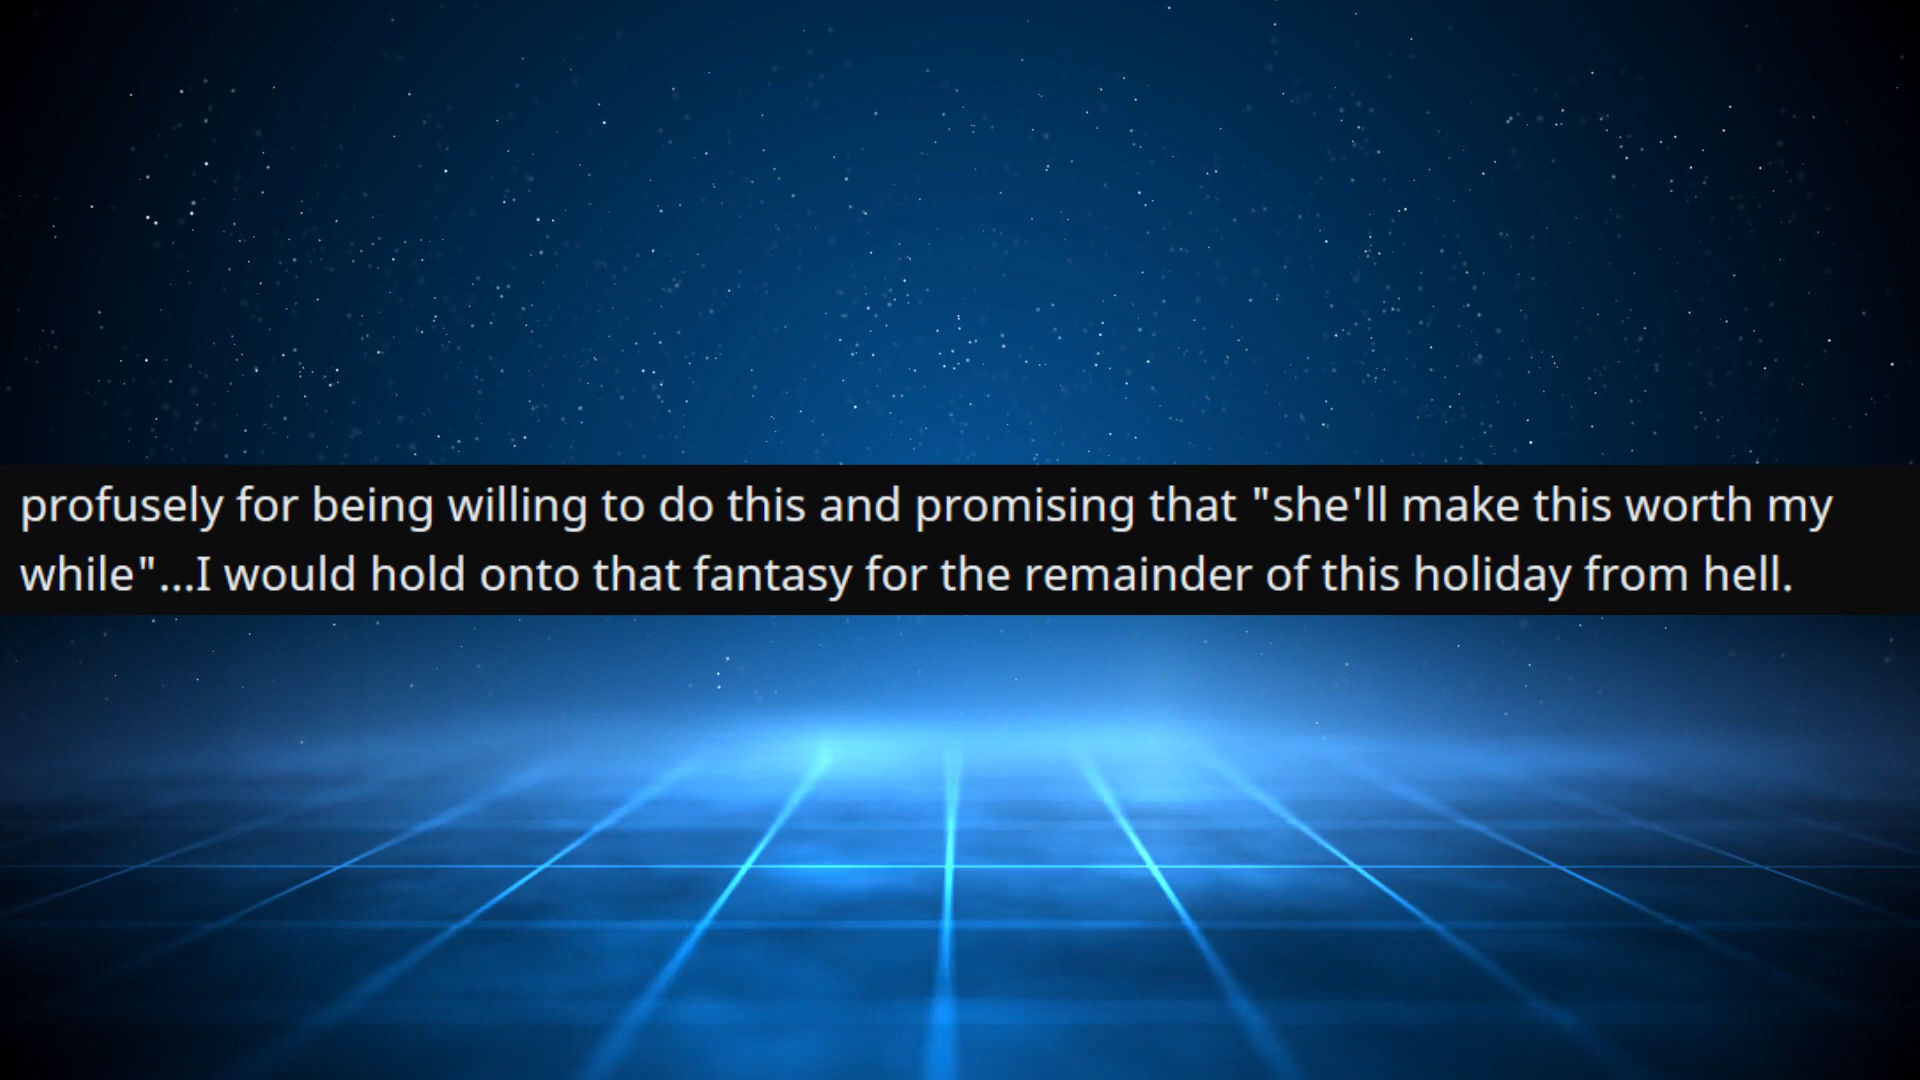 profusely for being willing to do this and promising that "she'll make this worth my
while"...I would hold onto that fantasy for the remainder of this holiday from hell.